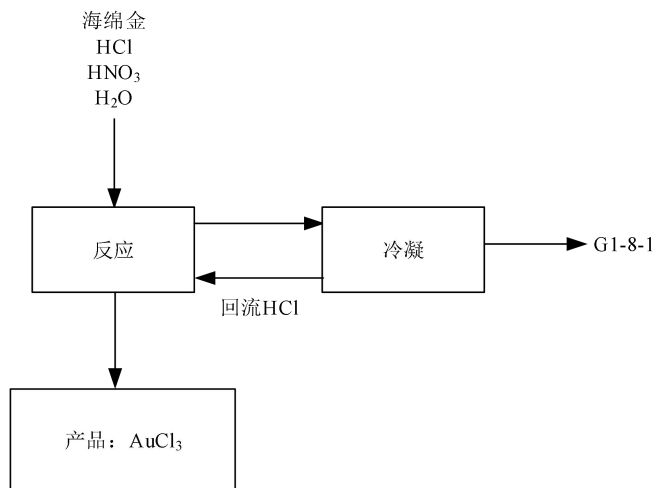 海绵金
HCl
HNO₃
H₂O
反应
冷凝
G1-8-1
回流HCl
产品：AuCl₃